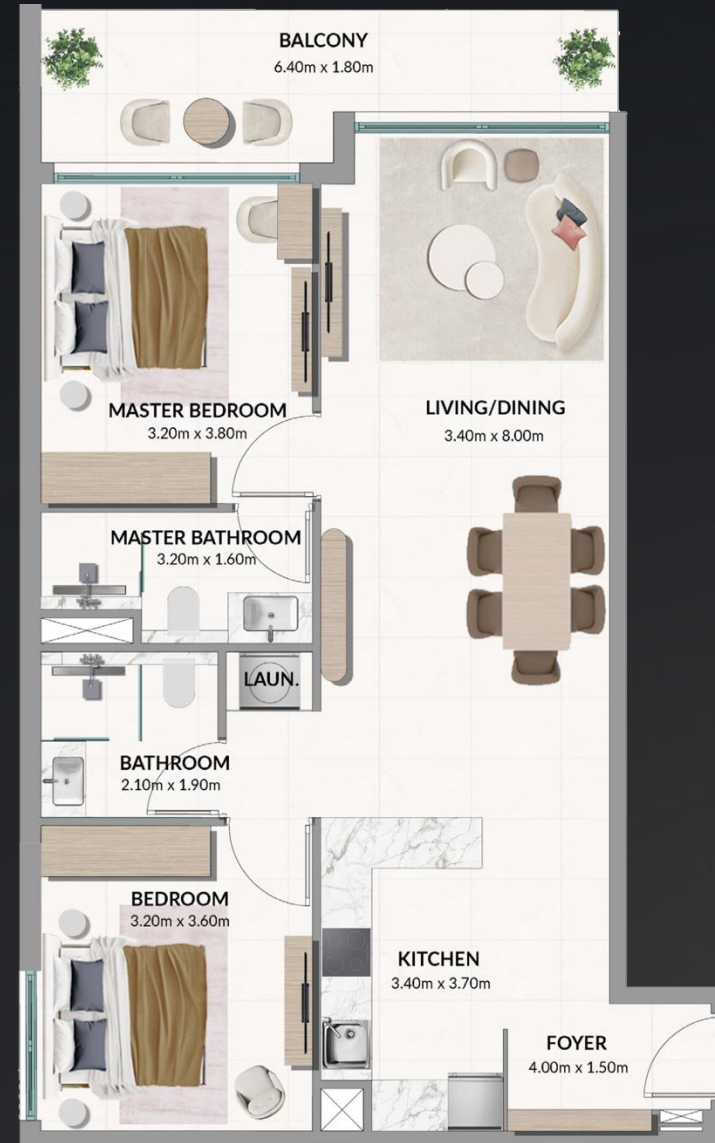 BALCONY
6.40m x 1.80m
MASTER BEDROOM
3.20m x 3.80m
LIVING/DINING
3.40m x 8.00m
MASTER BATHROOM
3.20m x 1.60m
LAUN.
BATHROOM
2.10m x 1.90m
BEDROOM
3.20m x 3.60m
KITCHEN
3.40m x 3.70m
FOYER
4.00m x 1.50m